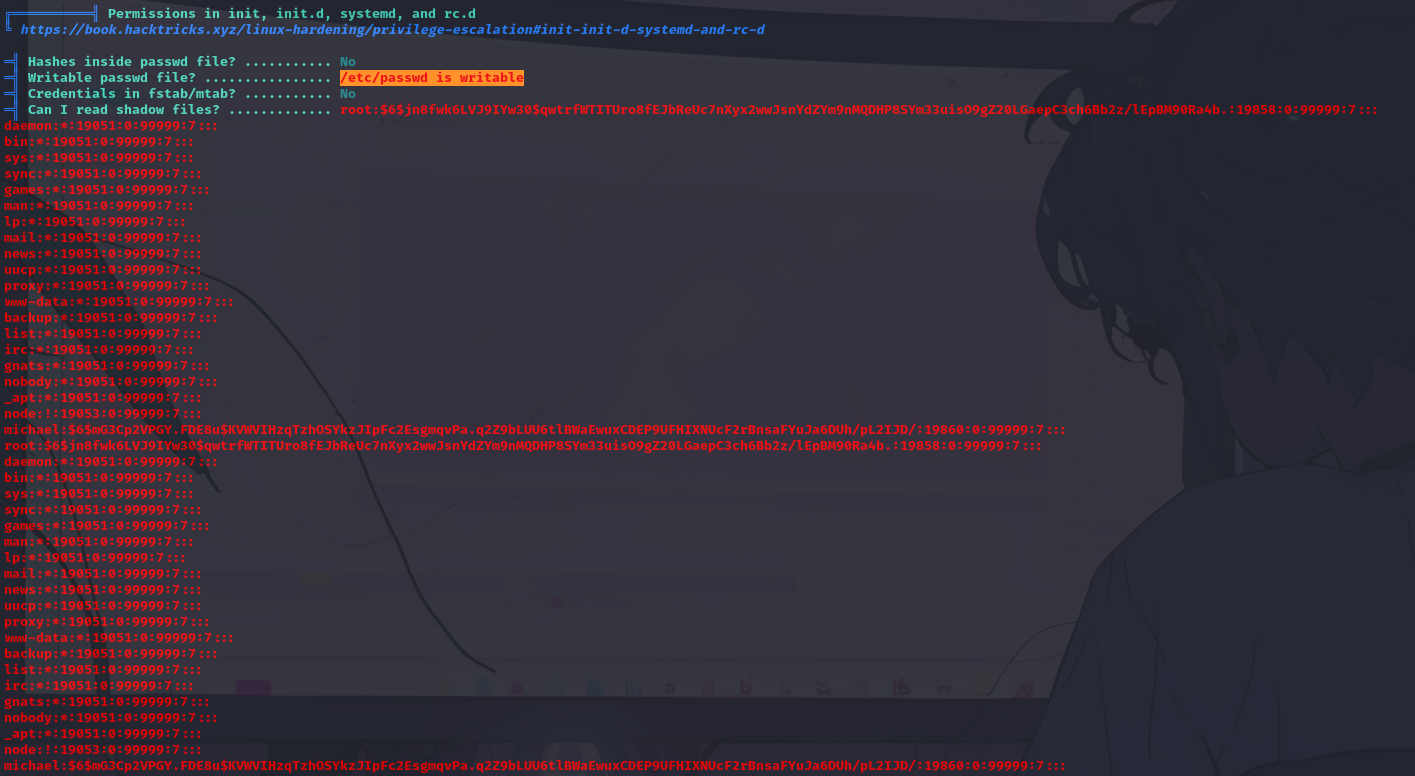 ╔══════════╣ Permissions in init, init.d, systemd, and rc.d
╚ https://book.hacktricks.xyz/linux-hardening/privilege-escalation#init-init-d-systemd-and-rc-d
═╣ Hashes inside passwd file? ........... No
═╣ Writable passwd file? ................ /etc/passwd is writable
═╣ Credentials in fstab/mtab? ........... No
═╣ Can I read shadow files? ............. root:$6$jn8fwk6LVJ9IYw30$qwtrfWTITUro8fEJbReUc7nXyx2wwJsnYdZYm9nMQDHP8SYm33uisO9gZ20LGaepC3ch6Bb2z/lEpBM90Ra4b.:19858:0:99999:7:::
daemon:*:19051:0:99999:7:::
bin:*:19051:0:99999:7:::
sys:*:19051:0:99999:7:::
sync:*:19051:0:99999:7:::
games:*:19051:0:99999:7:::
man:*:19051:0:99999:7:::
lp:*:19051:0:99999:7:::
mail:*:19051:0:99999:7:::
news:*:19051:0:99999:7:::
uucp:*:19051:0:99999:7:::
proxy:*:19051:0:99999:7:::
www-data:*:19051:0:99999:7:::
backup:*:19051:0:99999:7:::
list:*:19051:0:99999:7:::
irc:*:19051:0:99999:7:::
gnats:*:19051:0:99999:7:::
nobody:*:19051:0:99999:7:::
_apt:*:19051:0:99999:7:::
node:!:19053:0:99999:7:::
michael:$6$mG3Cp2VPGY.FDE8u$KVWVIHzqTzhOSYkzJIpFc2EsgmqvPa.q2Z9bLUU6tlBWaEwuxCDEP9UFHIXNUcF2rBnsaFYuJa6DUh/pL2IJD/:19860:0:99999:7:::
root:$6$jn8fwk6LVJ9IYw30$qwtrfWTITUro8fEJbReUc7nXyx2wwJsnYdZYm9nMQDHP8SYm33uisO9gZ20LGaepC3ch6Bb2z/lEpBM90Ra4b.:19858:0:99999:7:::
daemon:*:19051:0:99999:7:::
bin:*:19051:0:99999:7:::
sys:*:19051:0:99999:7:::
sync:*:19051:0:99999:7:::
games:*:19051:0:99999:7:::
man:*:19051:0:99999:7:::
lp:*:19051:0:99999:7:::
mail:*:19051:0:99999:7:::
news:*:19051:0:99999:7:::
uucp:*:19051:0:99999:7:::
proxy:*:19051:0:99999:7:::
www-data:*:19051:0:99999:7:::
backup:*:19051:0:99999:7:::
list:*:19051:0:99999:7:::
irc:*:19051:0:99999:7:::
gnats:*:19051:0:99999:7:::
nobody:*:19051:0:99999:7:::
_apt:*:19051:0:99999:7:::
node:!:19053:0:99999:7:::
michael:$6$mG3Cp2VPGY.FDE8u$KVWVIHzqTzhOSYkzJIpFc2EsgmqvPa.q2Z9bLUU6tlBWaEwuxCDEP9UFHIXNUcF2rBnsaFYuJa6DUh/pL2IJD/:19860:0:99999:7:::